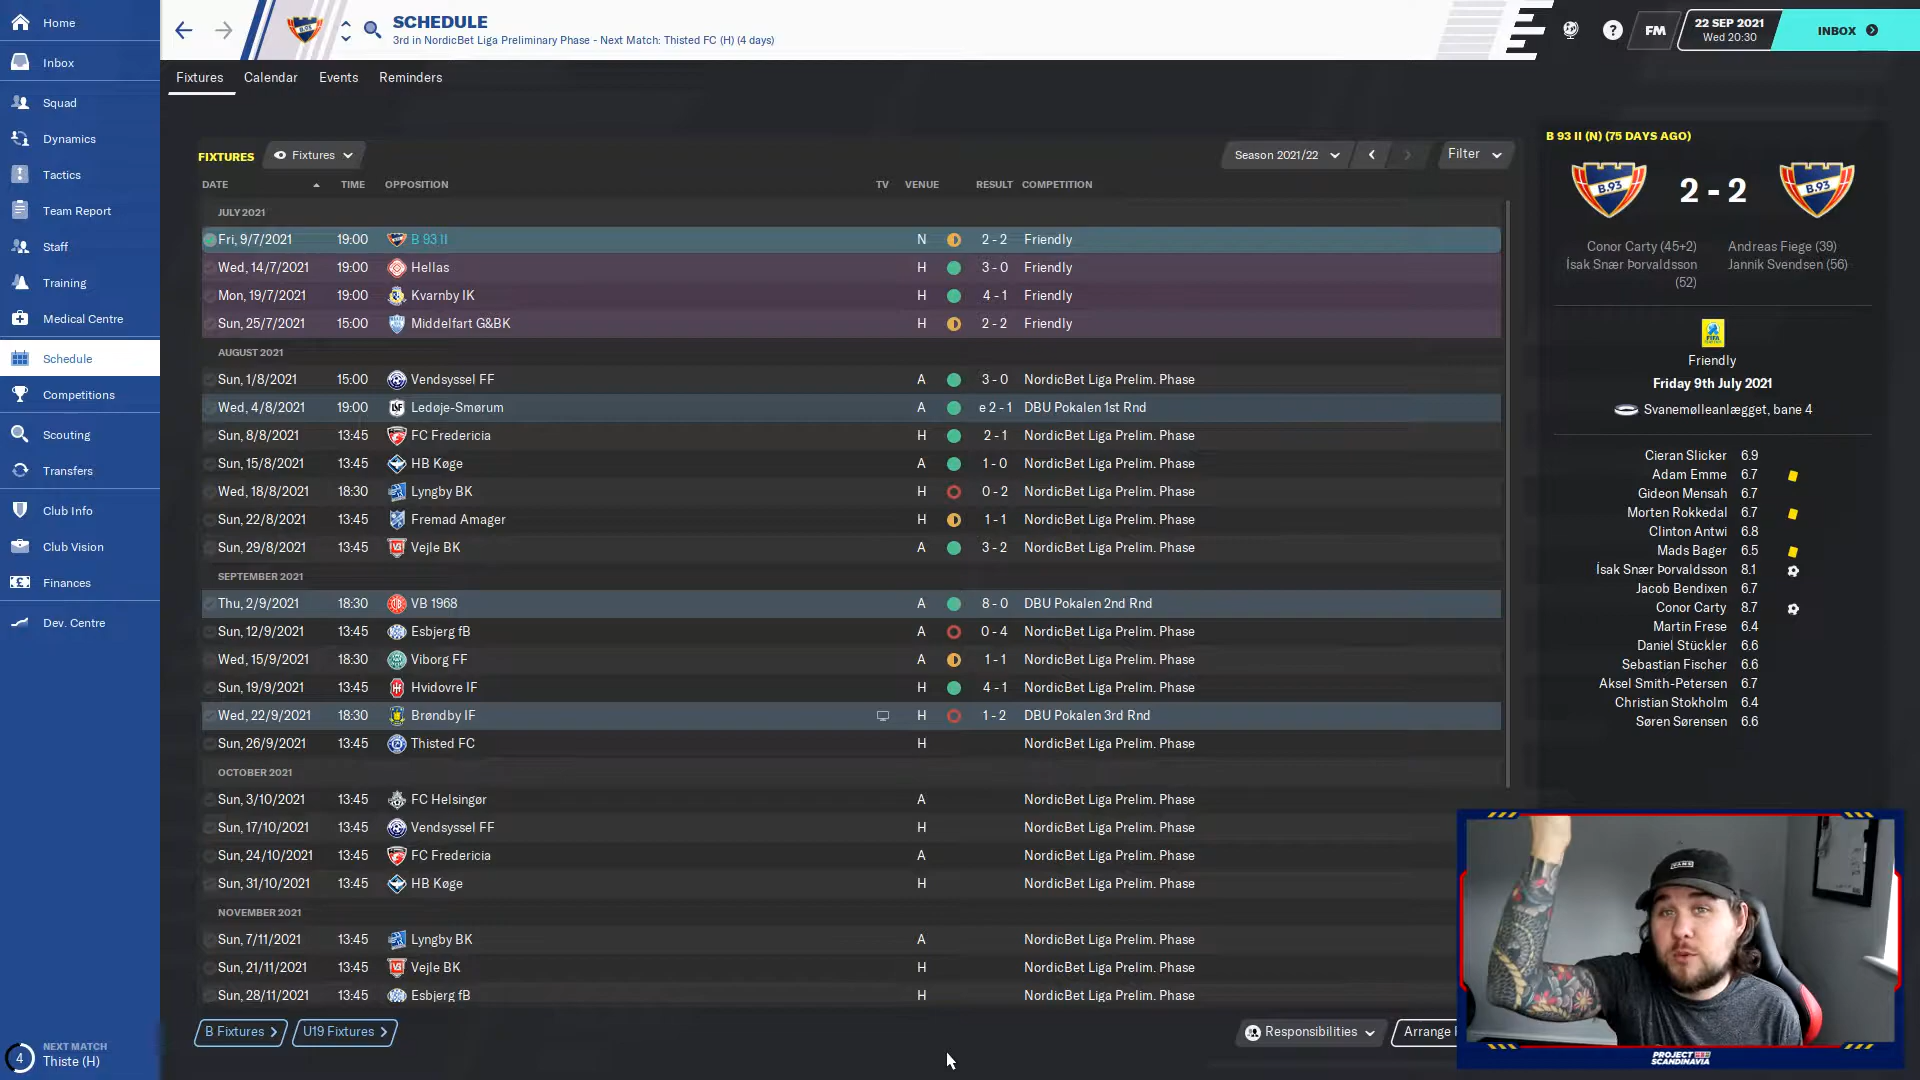 Home
Inbox
Squad
Dynamics
Tactics
Team Report
Staff
Training
Medical Centre
Schedule
Competitions
Scouting
Transfers
Club Info
Club Vision
Finances
Dev. Centre
4
NEXT MATCH
Thiste (H)
B.93
SCHEDULE
3rd in NordicBet Liga Preliminary Phase - Next Match: Thisted FC (H) (4 days)
? FM
22 SEP 2021
Wed 20:30
INBOX
Fixtures Calendar Events Reminders
FIXTURES Fixtures Season 2021/22 Filter
DATE TIME OPPOSITION TV VENUE RESULT COMPETITION
JULY 2021
Fri, 9/7/2021 19:00 B 93 II N 2 - 2 Friendly
Wed, 14/7/2021 19:00 Hellas H 3 - 0 Friendly
Mon, 19/7/2021 19:00 Kvarnby IK H 4 - 1 Friendly
Sun, 25/7/2021 15:00 Middelfart G&BK H 2 - 2 Friendly
AUGUST 2021
Sun, 1/8/2021 15:00 Vendsyssel FF A 3 - 0 NordicBet Liga Prelim. Phase
Wed, 4/8/2021 19:00 Ledøje-Smørum A e 2 - 1 DBU Pokalen 1st Rnd
Sun, 8/8/2021 13:45 FC Fredericia H 2 - 1 NordicBet Liga Prelim. Phase
Sun, 15/8/2021 13:45 HB Køge A 1 - 0 NordicBet Liga Prelim. Phase
Wed, 18/8/2021 18:30 Lyngby BK H 0 - 2 NordicBet Liga Prelim. Phase
Sun, 22/8/2021 13:45 Fremad Amager H 1 - 1 NordicBet Liga Prelim. Phase
Sun, 29/8/2021 13:45 Vejle BK A 3 - 2 NordicBet Liga Prelim. Phase
SEPTEMBER 2021
Thu, 2/9/2021 18:30 VB 1968 A 8 - 0 DBU Pokalen 2nd Rnd
Sun, 12/9/2021 13:45 Esbjerg fB A 0 - 4 NordicBet Liga Prelim. Phase
Wed, 15/9/2021 18:30 Viborg FF A 1 - 1 NordicBet Liga Prelim. Phase
Sun, 19/9/2021 13:45 Hvidovre IF H 4 - 1 NordicBet Liga Prelim. Phase
Wed, 22/9/2021 18:30 Brøndby IF H 1 - 2 DBU Pokalen 3rd Rnd
Sun, 26/9/2021 13:45 Thisted FC H NordicBet Liga Prelim. Phase
OCTOBER 2021
Sun, 3/10/2021 13:45 FC Helsingør A NordicBet Liga Prelim. Phase
Sun, 17/10/2021 13:45 Vendsyssel FF H NordicBet Liga Prelim. Phase
Sun, 24/10/2021 13:45 FC Fredericia A NordicBet Liga Prelim. Phase
Sun, 31/10/2021 13:45 HB Køge H NordicBet Liga Prelim. Phase
NOVEMBER 2021
Sun, 7/11/2021 13:45 Lyngby BK A NordicBet Liga Prelim. Phase
Sun, 21/11/2021 13:45 Vejle BK H NordicBet Liga Prelim. Phase
Sun, 28/11/2021 13:45 Esbjerg fB H NordicBet Liga Prelim. Phase
B Fixtures U19 Fixtures Responsibilities Arrange
B 93 II (N) (75 DAYS AGO)
B.93 2 - 2 B.93
Conor Carty (45+2) Andreas Fiege (39)
Ísak Snær Þorvaldsson Jannik Svendsen (56)
(52)
FIFA
Friendly
Friday 9th July 2021
Svanemølleanlægget, bane 4
Cieran Slicker 6.9
Adam Emme 6.7
Gideon Mensah 6.7
Morten Rokkedal 6.7
Clinton Antwi 6.8
Mads Bager 6.5
Ísak Snær Þorvaldsson 8.1
Jacob Bendixen 6.7
Conor Carty 8.7
Martin Frese 6.4
Daniel Stückler 6.6
Sebastian Fischer 6.6
Aksel Smith-Petersen 6.7
Christian Stokholm 6.4
Søren Sørensen 6.6
VANS
PROJECT
SCANDINAVIA